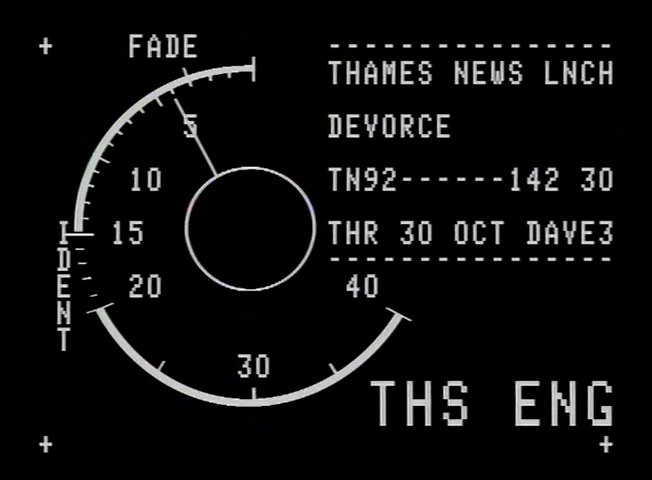 FADE
----------------
THAMES NEWS LNCH
DEVORCE
TN92------142 30
THR 30 OCT DAVE3
----------------
5
10
15
20
30
40
IDENT
THS ENG